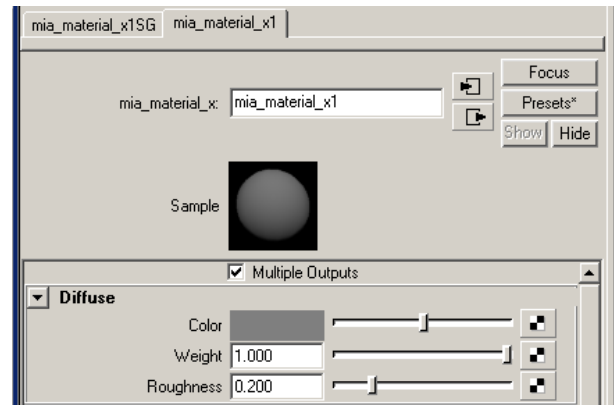 mia_material_x1SG mia_material_x1
Focus
mia_material_x: mia_material_x1 Presets*
Show Hide
Sample
Multiple Outputs
Diffuse
Color
Weight 1.000
Roughness 0.200